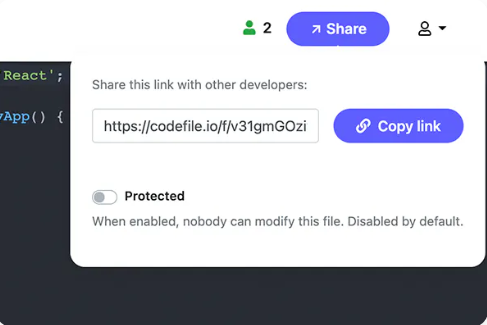 2
Share
React';
Share this link with other developers:
App() {
https://codefile.io/f/v31gmGOzi
Copy link
Protected
When enabled, nobody can modify this file. Disabled by default.